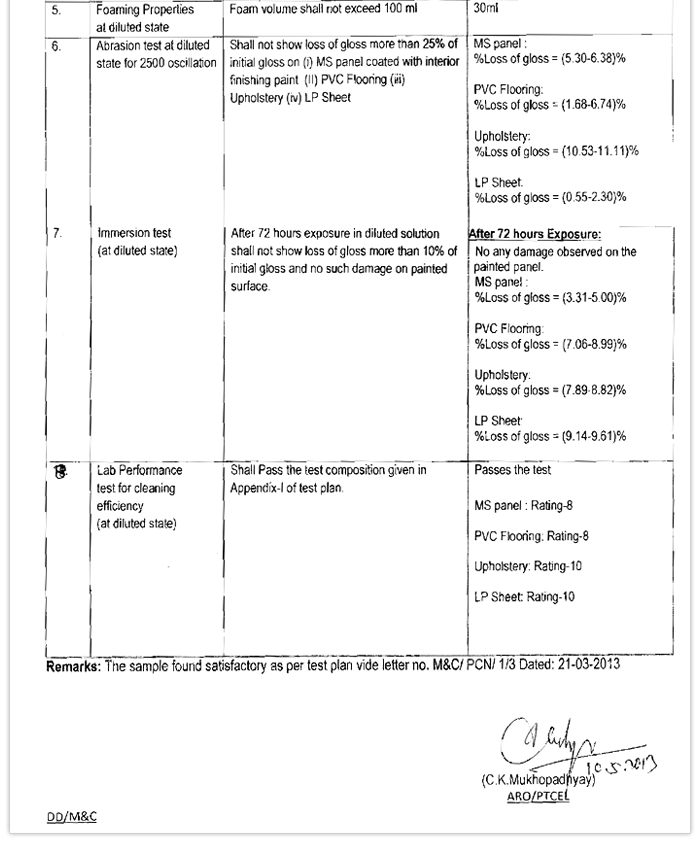 5. Foaming Properties Foam volume shall not exceed 100 ml 30ml
at diluted state
6. Abrasion test at diluted Shall not show loss of gloss more than 25% of MS panel :
state for 2500 oscillation initial gloss on (i) MS panel coated with interior %Loss of gloss = (5.30-6.38)%
finishing paint (II) PVC Flooring (iii)
Upholstery (iv) LP Sheet
PVC Flooring:
%Loss of gloss = (1.68-6.74)%
Upholstery:
%Loss of gloss = (10.53-11.11)%
LP Sheet:
%Loss of gloss = (0.55-2.30)%
7. Immersion test After 72 hours exposure in diluted solution After 72 hours Exposure:
(at diluted state) shall not show loss of gloss more than 10% of No any damage observed on the
initial gloss and no such damage on painted painted panel.
surface. MS panel :
%Loss of gloss = (3.31-5.00)%
PVC Flooring:
%Loss of gloss = (7.06-8.99)%
Upholstery:
%Loss of gloss = (7.89-8.82)%
LP Sheet
%Loss of gloss = (9.14-9.61)%
Lab Performance Shall Pass the test composition given in Passes the test
test for cleaning Appendix-I of test plan.
efficiency MS panel : Rating-8
(at diluted state)
PVC Flooring: Rating-8
Upholstery: Rating-10
LP Sheet: Rating-10
Remarks: The sample found satisfactory as per test plan vide letter no. M&C/ PCN/ 1/3 Dated: 21-03-2013
10.5.2013
(C.K.Mukhopadhyay)
ARO/PTCEL
DD/M&C